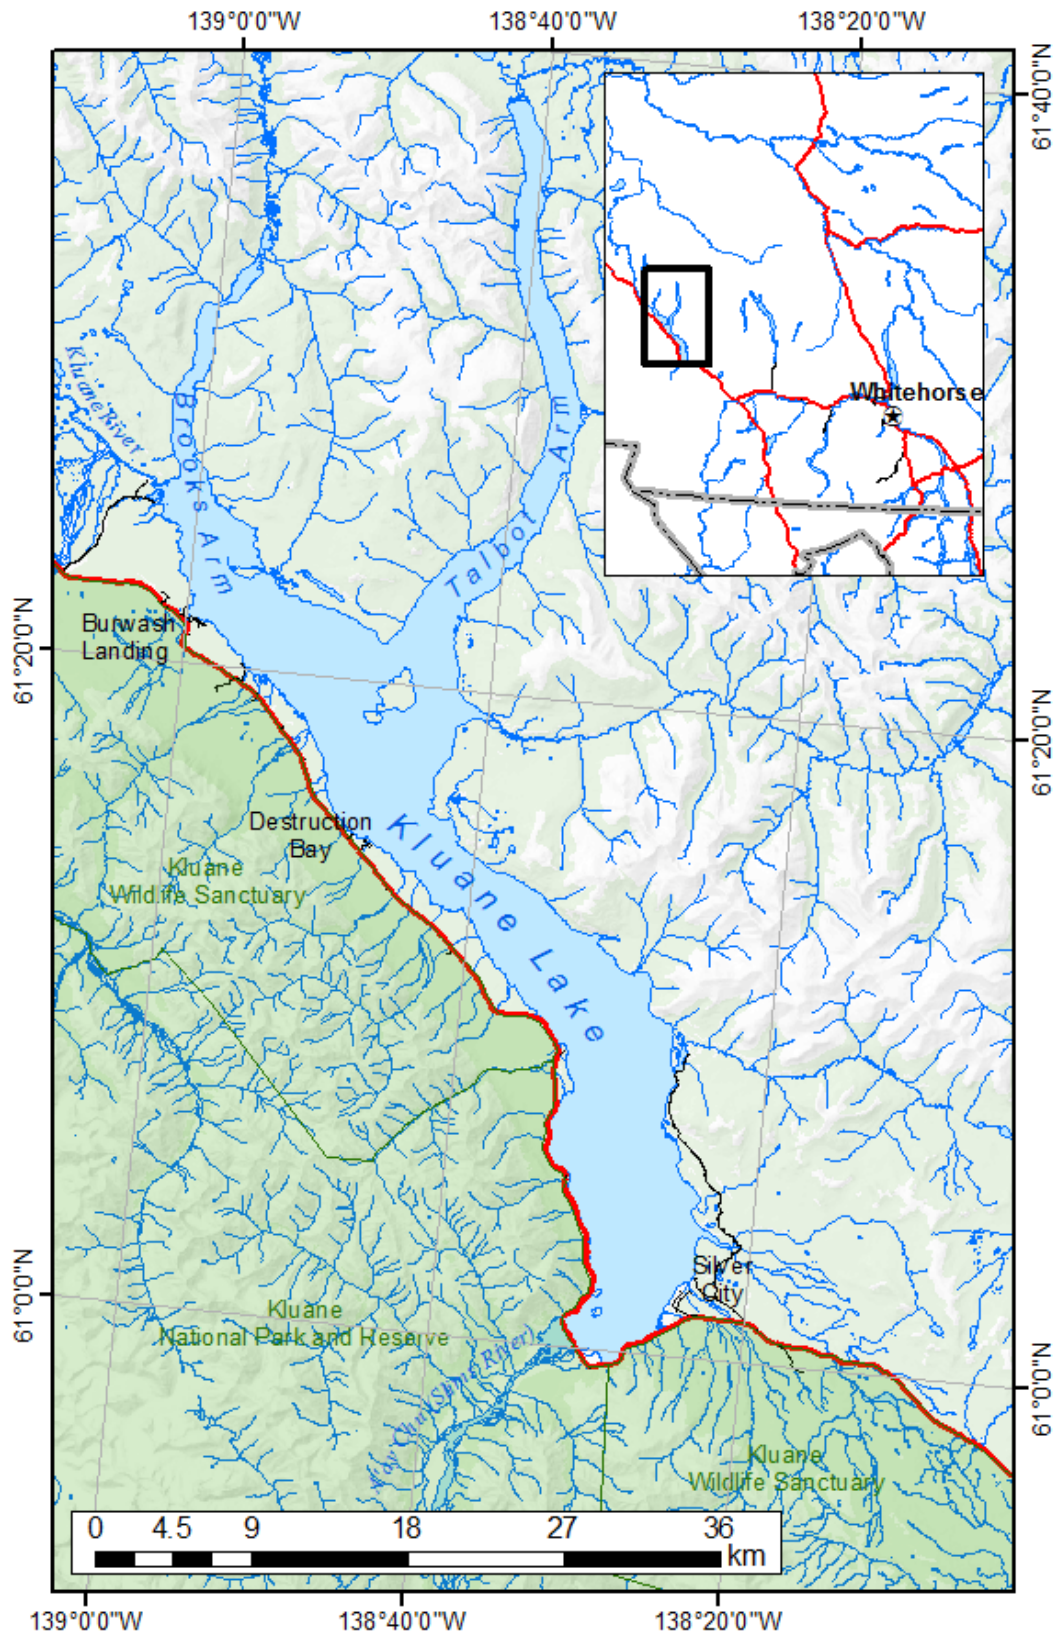 139°0'0"W
138°40'0"W
138°20'0"W
61°40'0"N
Whitehorse
Kluane River
Brooks Arm
Talbot Arm
Burwash
Landing
61°20'0"N
61°20'0"N
Destruction
Bay
Kluane Lake
Kluane
Wildlife Sanctuary
Silver
City
61°0'0"N
Kluane
National Park and Reserve
61°0'0"N
(Slims River)
Kluane
Wildlife Sanctuary
0 4.5 9 18 27 36
km
139°0'0"W
138°40'0"W
138°20'0"W